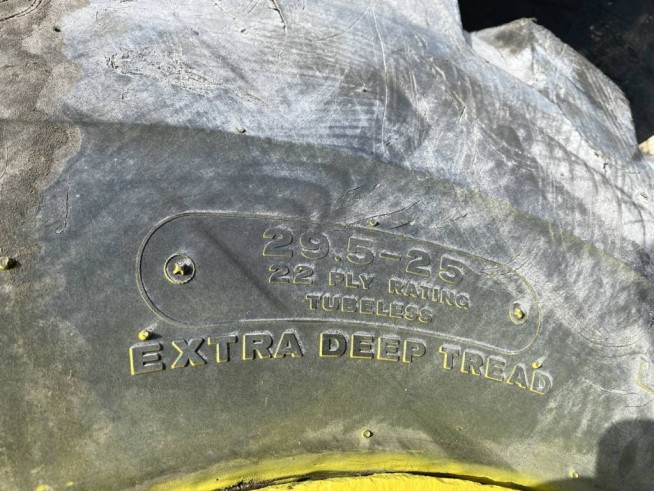 29.5-25
22 PLY RATING
TUBELESS
EXTRA DEEP TREAD